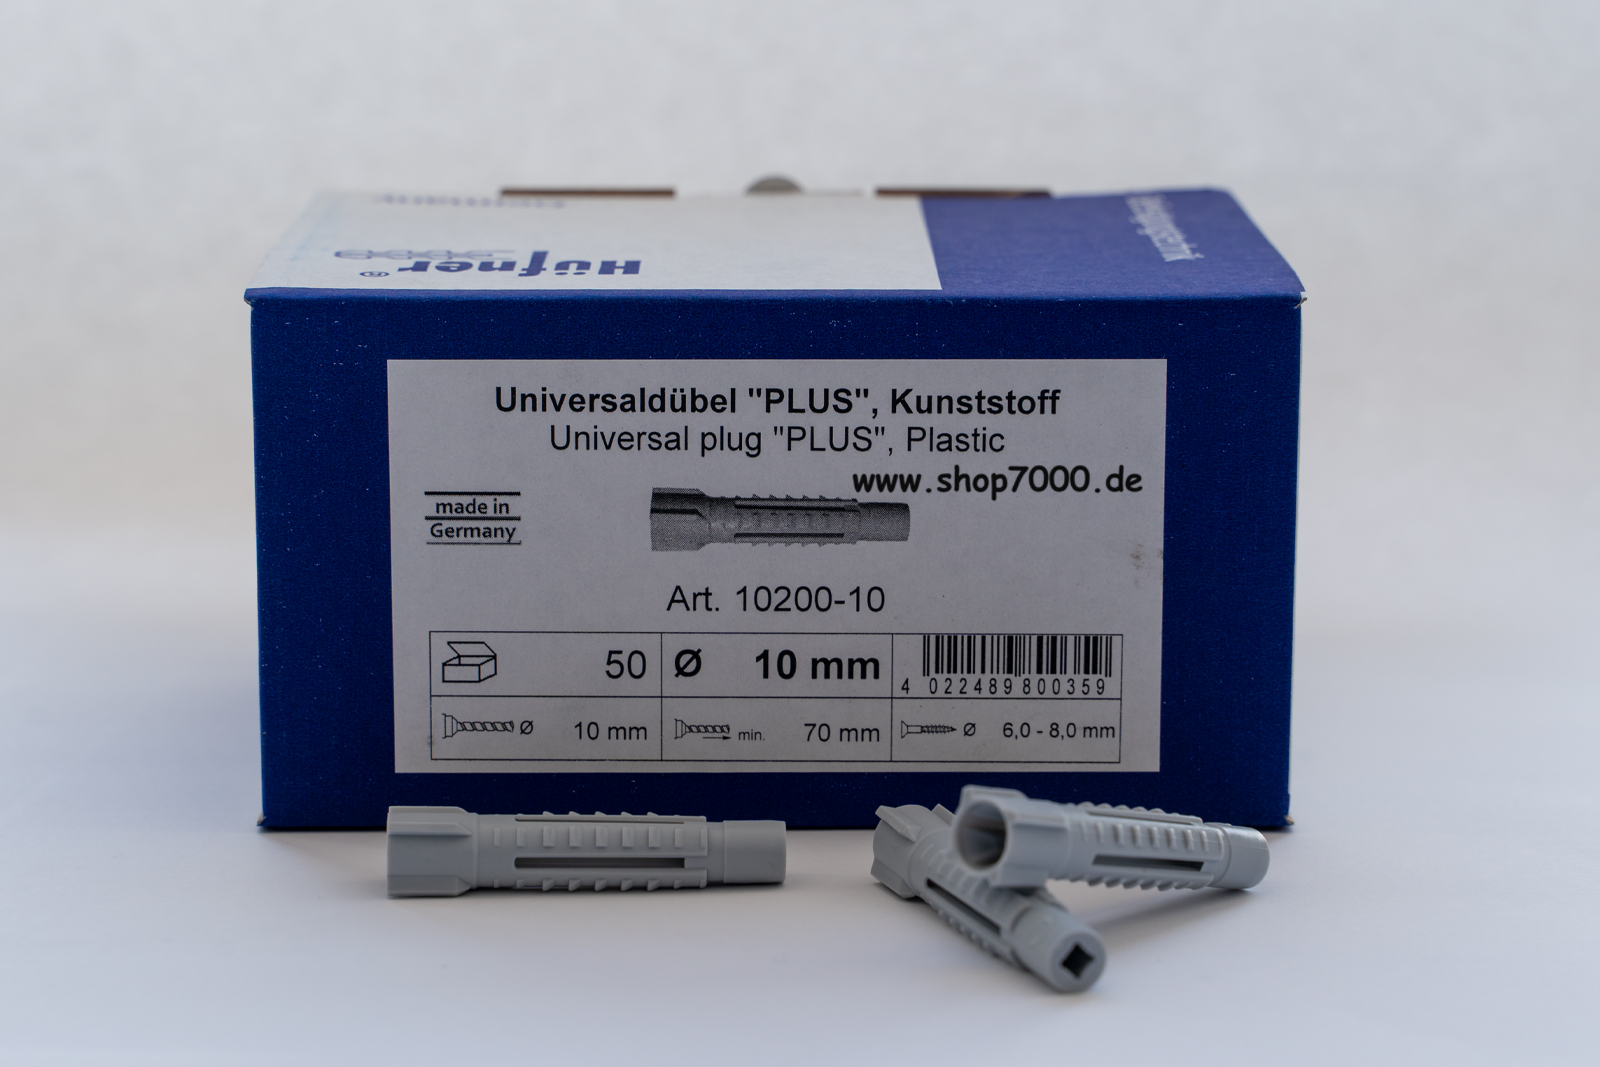 Hüfner®
Universaldübel "PLUS", Kunststoff
Universal plug "PLUS", Plastic
www.shop7000.de
made in
Germany
Art. 10200-10
50 Ø 10 mm
4 022489 800359
Ø 10 mm min. 70 mm Ø 6,0 - 8,0 mm